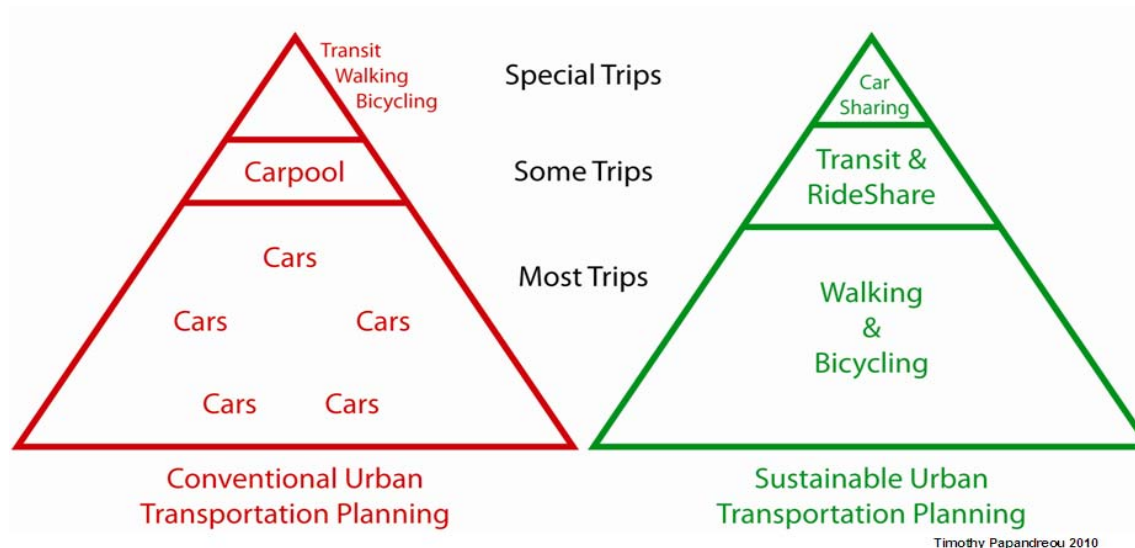 Transit
Walking
Bicycling
Carpool
Cars
Cars
Cars
Cars
Cars
Conventional Urban
Transportation Planning
Special Trips
Some Trips
Most Trips
Car
Sharing
Transit &
RideShare
Walking
&
Bicycling
Sustainable Urban
Transportation Planning
Timothy Papandreou 2010